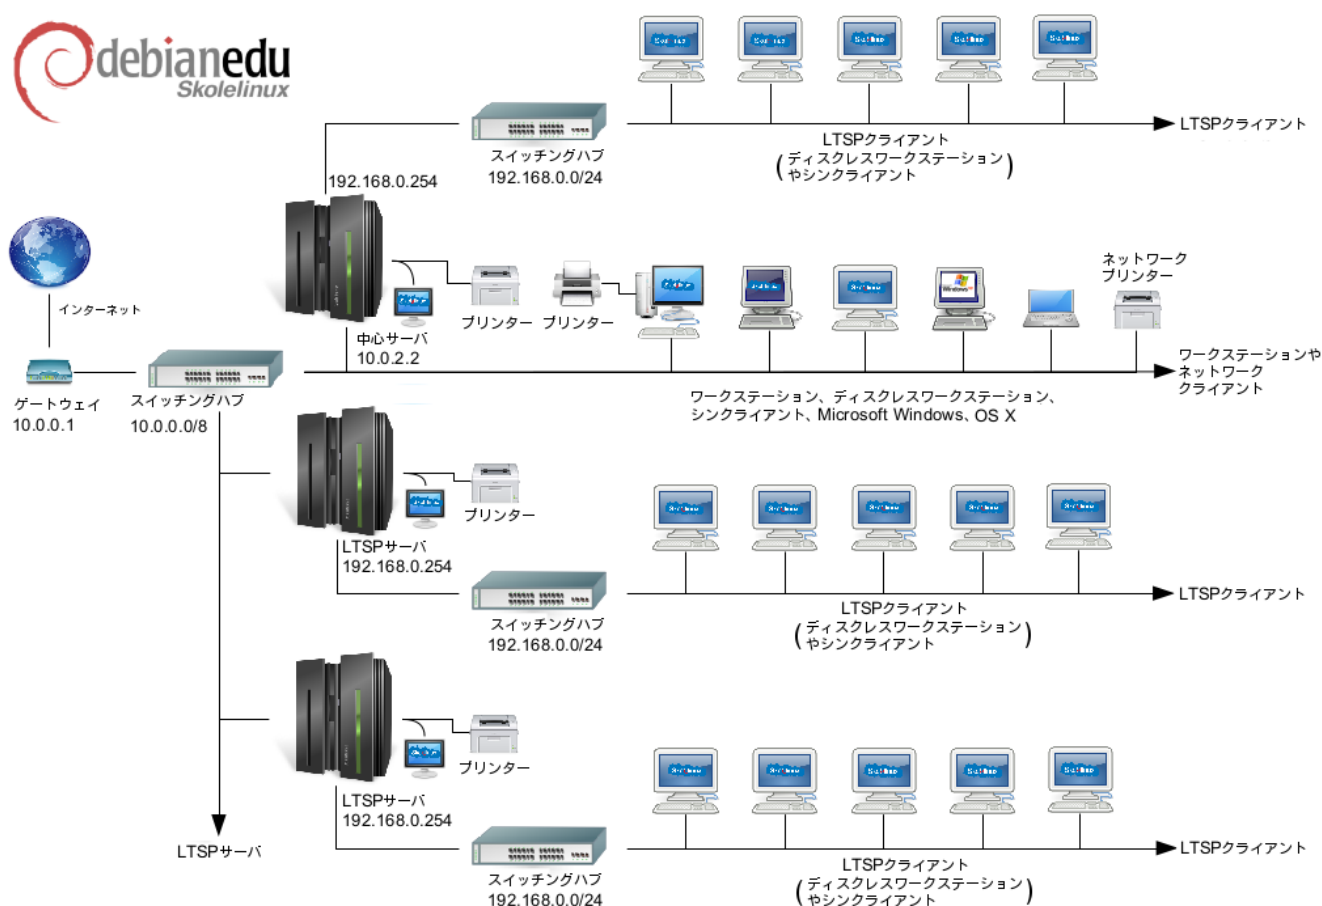 debianedu
Skolelinux
スイッチングハブ
192.168.0.0/24
LTSPクライアント
(ディスクレスワークステーション
やシンクライアント)
LTSPクライアント
192.168.0.254
インターネット
中心サーバ
10.0.2.2
プリンター
プリンター
Windows
ネットワーク
プリンター
ゲートウェイ
10.0.0.1
スイッチングハブ
10.0.0.0/8
ワークステーション、ディスクレスワークステーション、
シンクライアント、Microsoft Windows、OS X
ワークステーションや
ネットワーク
クライアント
プリンター
LTSPサーバ
192.168.0.254
スイッチングハブ
192.168.0.0/24
LTSPクライアント
(ディスクレスワークステーション
やシンクライアント)
LTSPクライアント
プリンター
LTSPサーバ
192.168.0.254
LTSPサーバ
スイッチングハブ
192.168.0.0/24
LTSPクライアント
(ディスクレスワークステーション
やシンクライアント)
LTSPクライアント